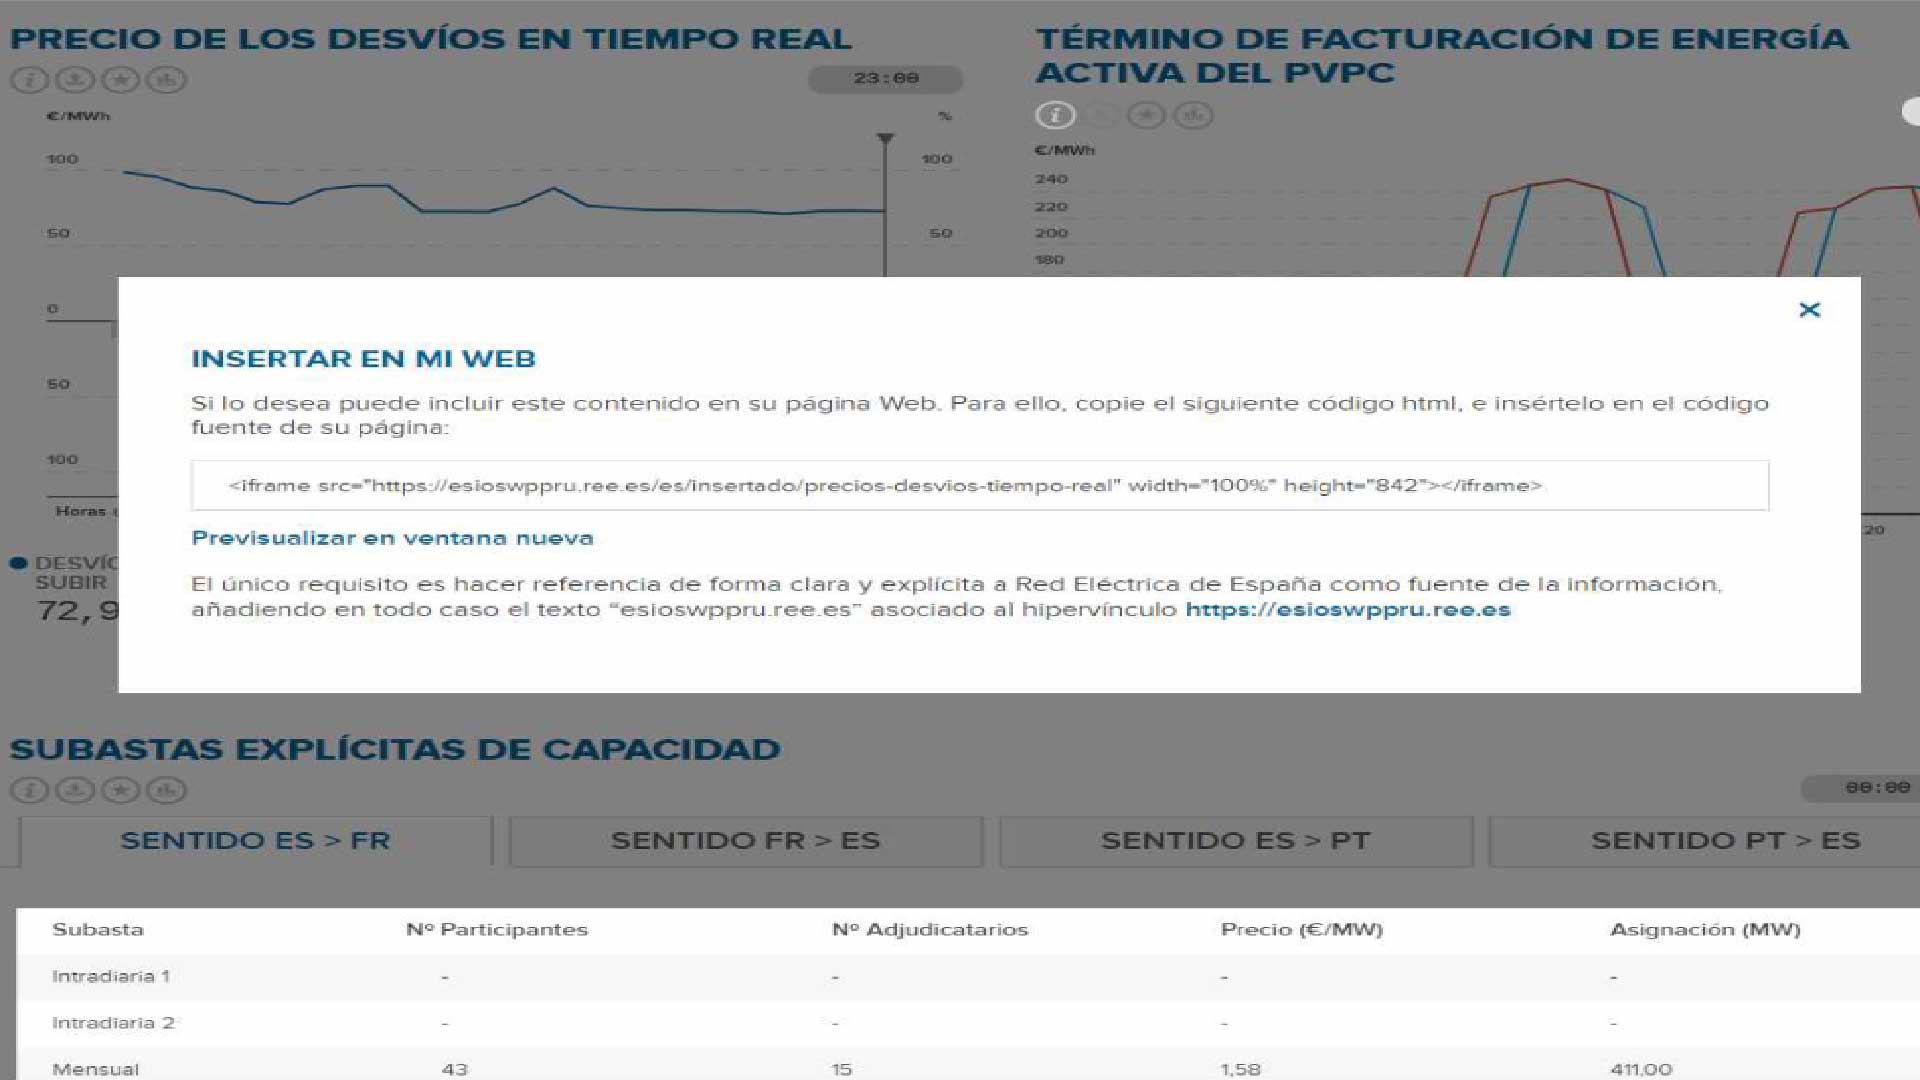 PRECIO DE LOS DESVÍOS EN TIEMPO REAL
23:00
€/MWh
%
100
100
50
50
0
50
100
Horas
DESVÍO
SUBIR
72,9
TÉRMINO DE FACTURACIÓN DE ENERGÍA
ACTIVA DEL PVPC
€/MWh
240
220
200
180
20
INSERTAR EN MI WEB
Si lo desea puede incluir este contenido en su página Web. Para ello, copie el siguiente código html, e insértelo en el código
fuente de su página:
<iframe src="https://esioswppru.ree.es/es/insertado/precios-desvios-tiempo-real" width="100%" height="842"></iframe>
Previsualizar en ventana nueva
El único requisito es hacer referencia de forma clara y explícita a Red Eléctrica de España como fuente de la información,
añadiendo en todo caso el texto “esioswppru.ree.es” asociado al hipervínculo https://esioswppru.ree.es
SUBASTAS EXPLÍCITAS DE CAPACIDAD
00:00
SENTIDO ES > FR SENTIDO FR > ES SENTIDO ES > PT SENTIDO PT > ES
Subasta Nº Participantes Nº Adjudicatarios Precio (€/MW) Asignación (MW)
Intradiaria 1 - - - -
Intradiaria 2 - - - -
Mensual 43 15 1,58 411,00